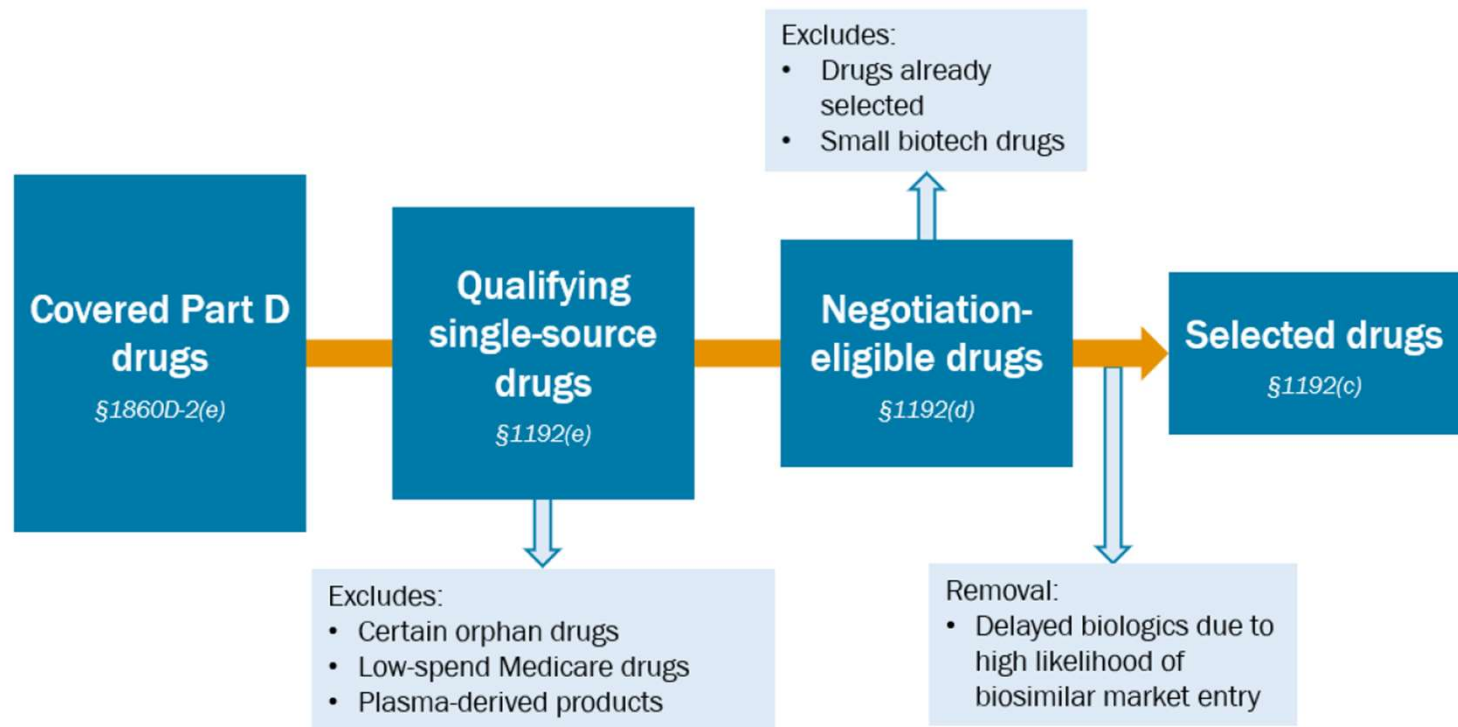 Excludes:
• Drugs already
selected
• Small biotech drugs
Covered Part D
drugs
§1860D-2(e)
Qualifying
single-source
drugs
§1192(e)
Negotiation-
eligible drugs
§1192(d)
Selected drugs
§1192(c)
Excludes:
• Certain orphan drugs
• Low-spend Medicare drugs
• Plasma-derived products
Removal:
• Delayed biologics due to
high likelihood of
biosimilar market entry